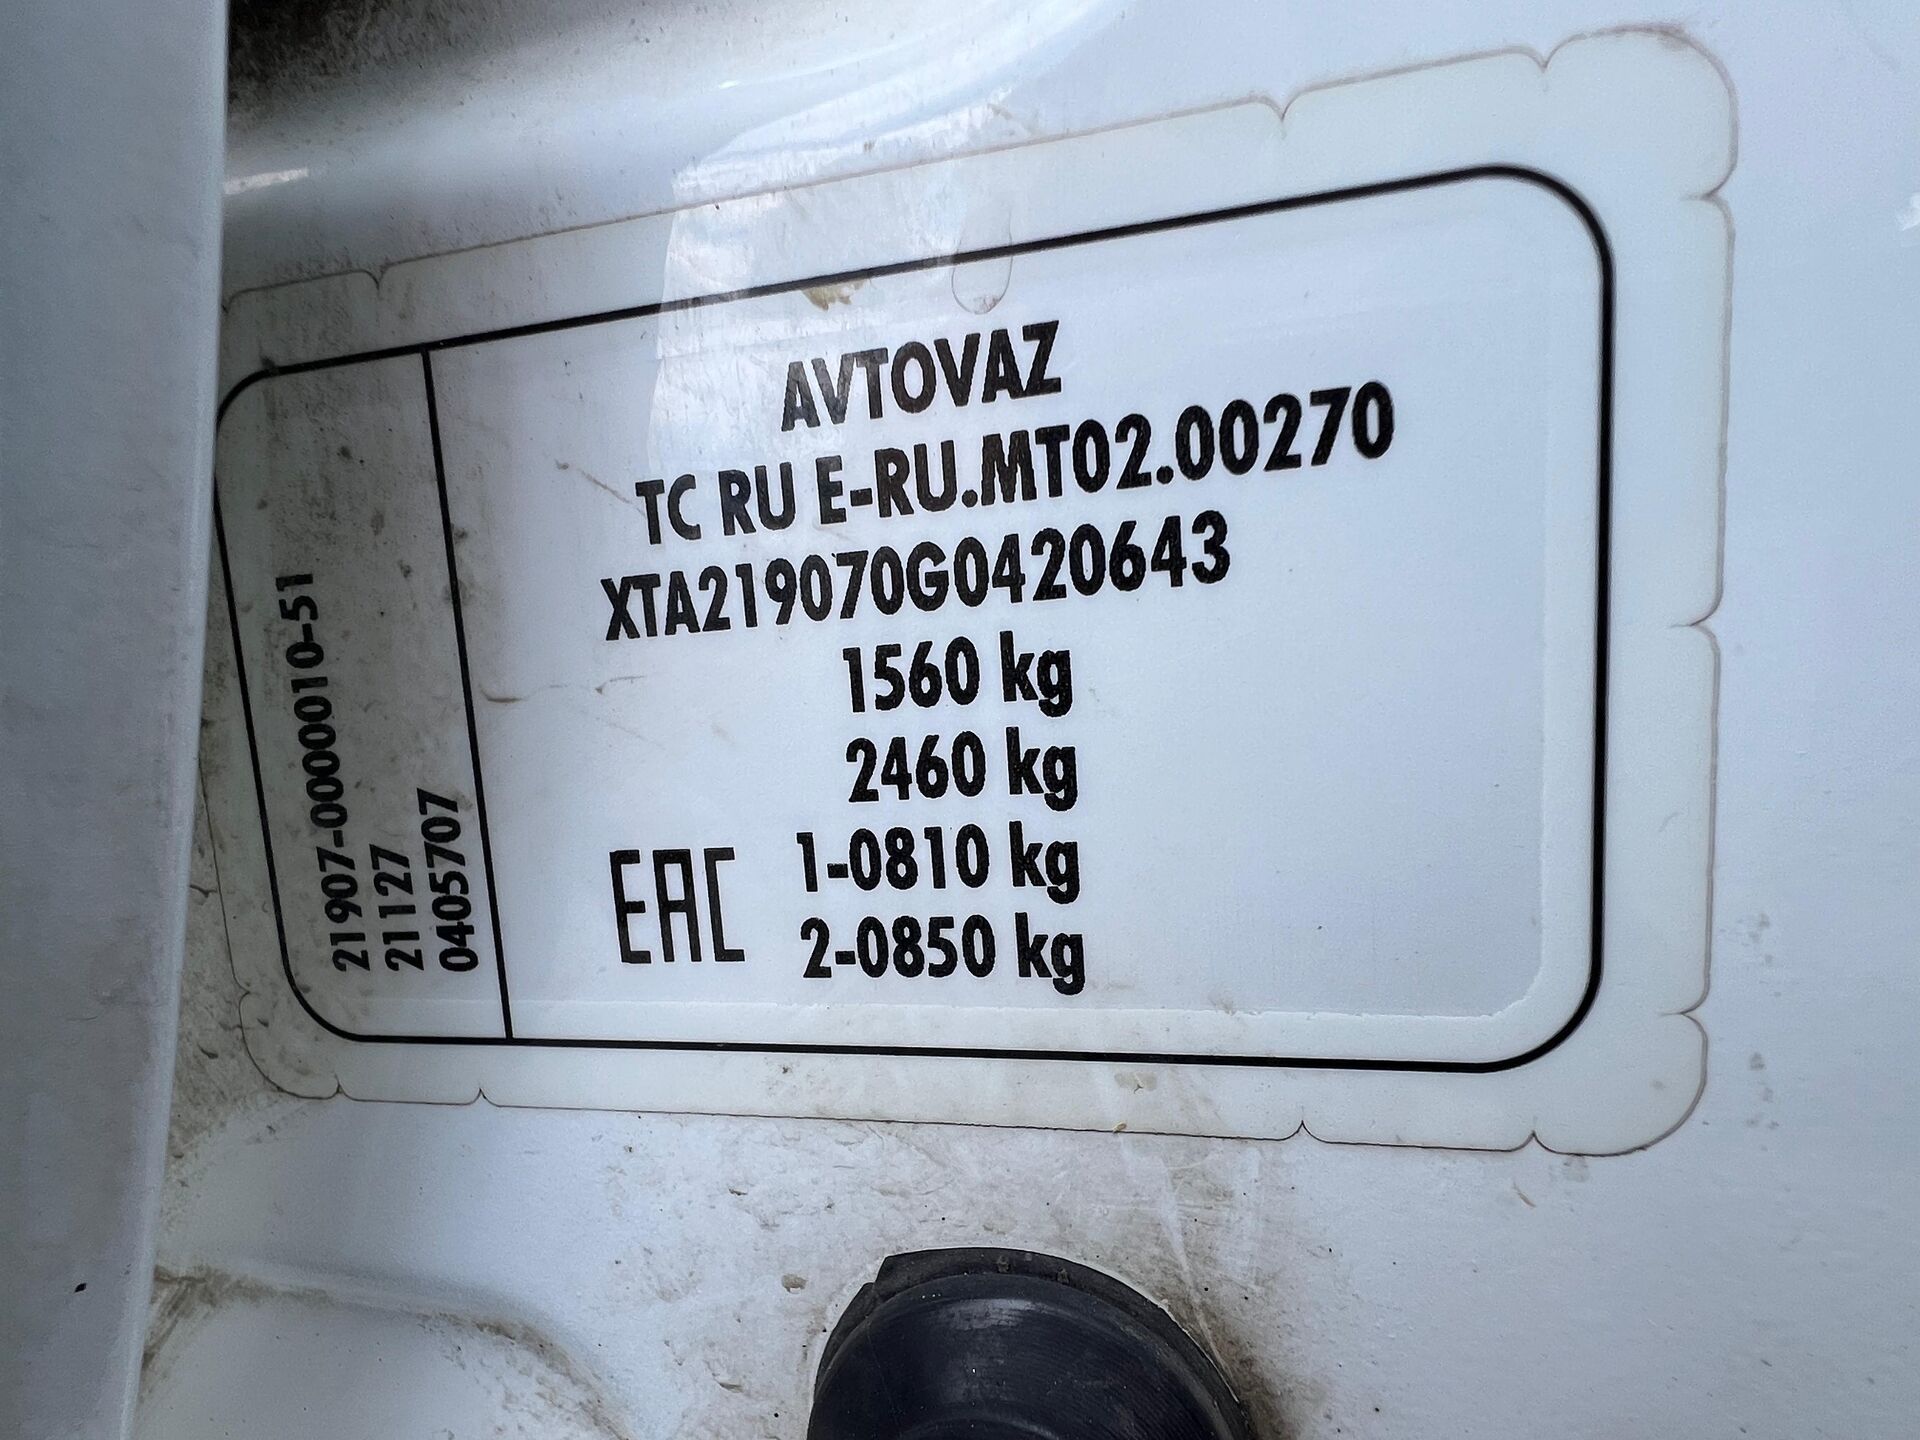 AVTOVAZ
TC RU E-RU.MT02.00270
XTA219070G0420643
1560 kg
2460 kg
1-0810 kg
2-0850 kg
EAC
21907-0000010-51
21127
0405707